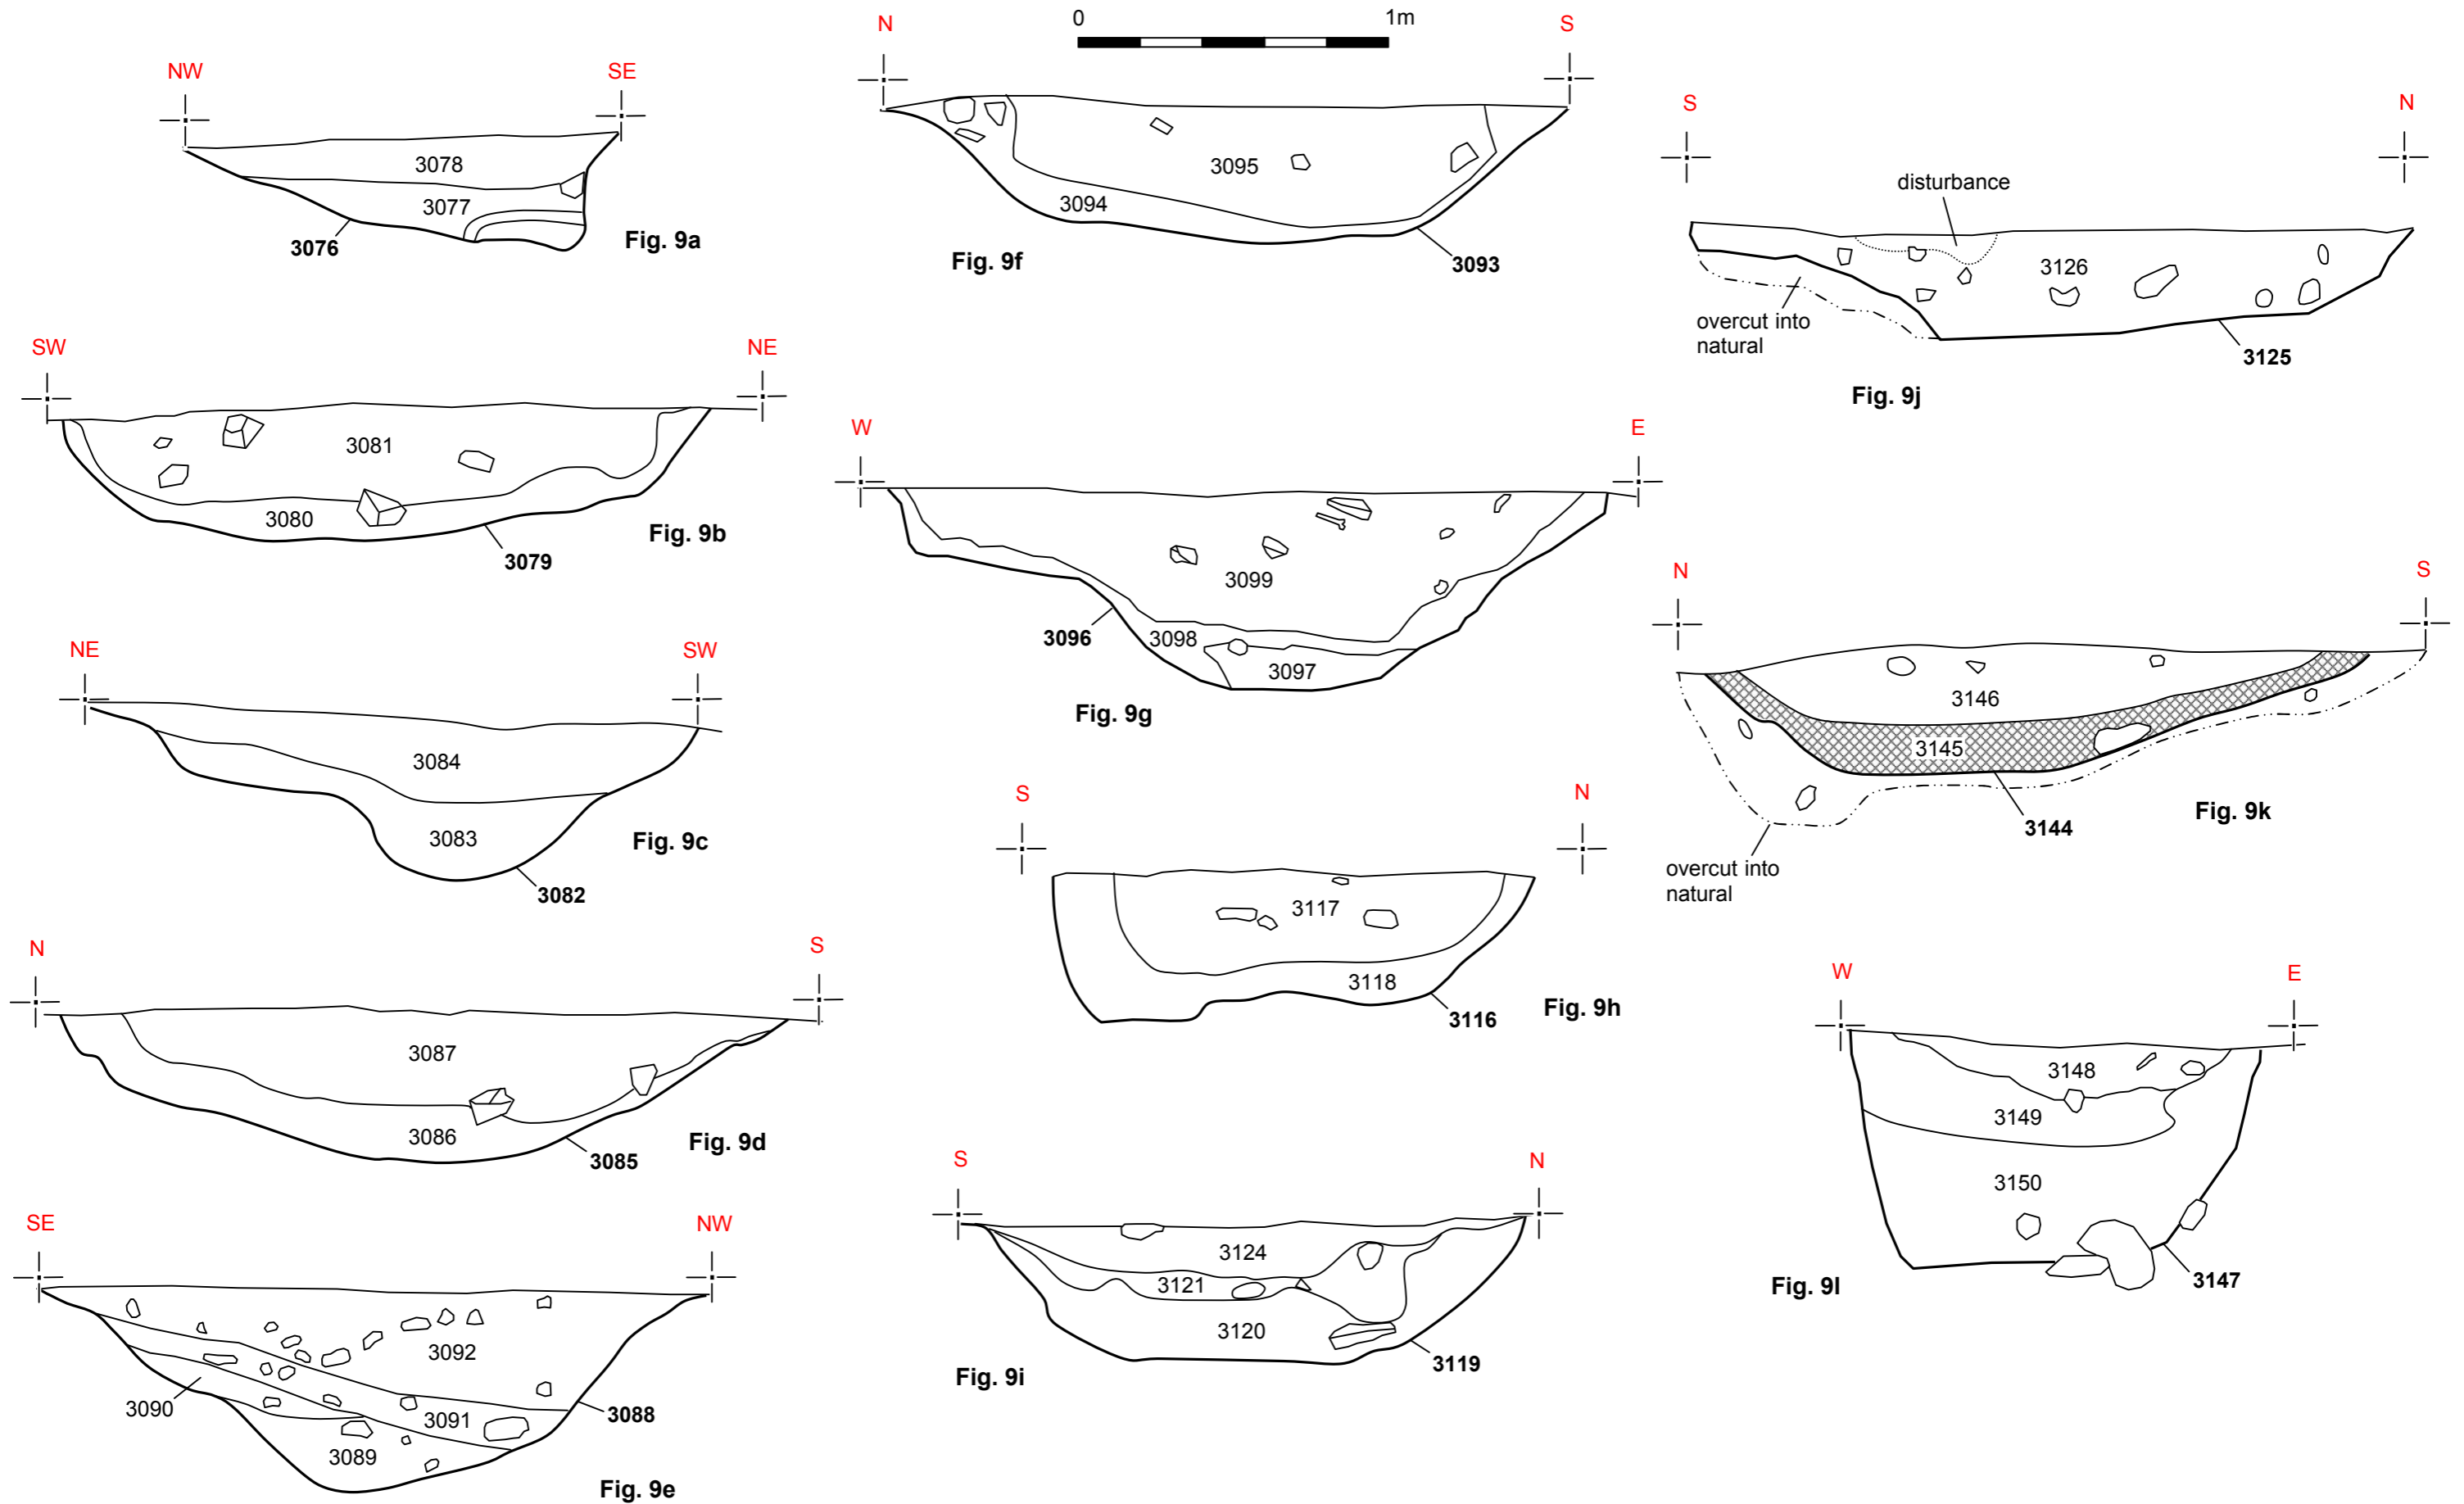 NW
SE
3078
3077
3076
Fig. 9a
SW
NE
3081
3080
3079
Fig. 9b
NE
SW
3084
3083
3082
Fig. 9c
N
S
3087
3086
3085
Fig. 9d
SE
NW
3092
3091
3090
3089
3088
Fig. 9e
0
1m
N
S
3095
3094
3093
Fig. 9f
W
E
3099
3098
3097
3096
Fig. 9g
S
N
3117
3118
3116
Fig. 9h
S
N
3124
3121
3120
3119
Fig. 9i
S
N
disturbance
3126
overcut into
natural
3125
Fig. 9j
N
S
3146
3145
3144
overcut into
natural
Fig. 9k
W
E
3148
3149
3150
3147
Fig. 9l